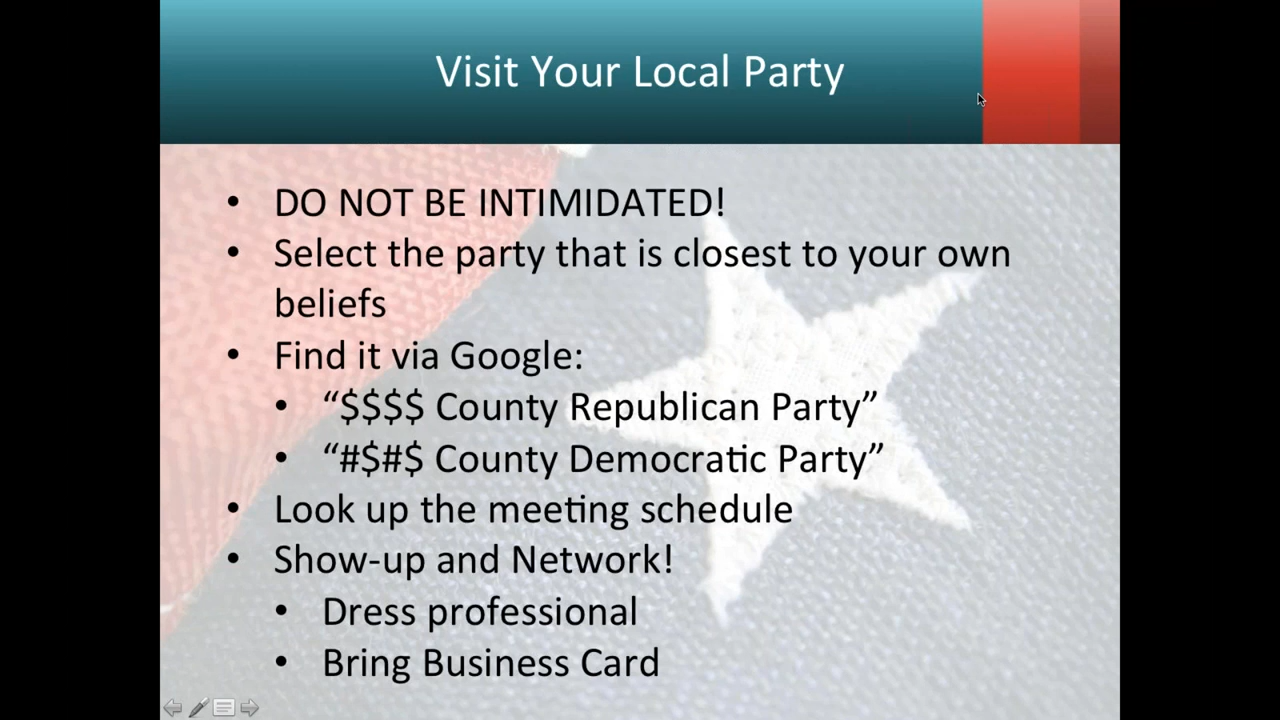 Visit Your Local Party
• DO NOT BE INTIMIDATED!
• Select the party that is closest to your own
beliefs
• Find it via Google:
• “$$$$ County Republican Party”
• “#$#$ County Democratic Party”
• Look up the meeting schedule
• Show-up and Network!
• Dress professional
• Bring Business Card